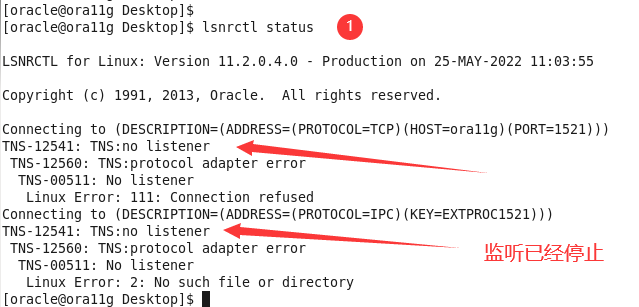 [oracle@ora11g Desktop]$
[oracle@ora11g Desktop]$ lsnrctl status 1
LSNRCTL for Linux: Version 11.2.0.4.0 - Production on 25-MAY-2022 11:03:55
Copyright (c) 1991, 2013, Oracle.  All rights reserved.
Connecting to (DESCRIPTION=(ADDRESS=(PROTOCOL=TCP)(HOST=ora11g)(PORT=1521)))
TNS-12541: TNS:no listener
 TNS-12560: TNS:protocol adapter error
  TNS-00511: No listener
   Linux Error: 111: Connection refused
Connecting to (DESCRIPTION=(ADDRESS=(PROTOCOL=IPC)(KEY=EXTPROC1521)))
TNS-12541: TNS:no listener
 TNS-12560: TNS:protocol adapter error
监听已经停止
  TNS-00511: No listener
   Linux Error: 2: No such file or directory
[oracle@ora11g Desktop]$